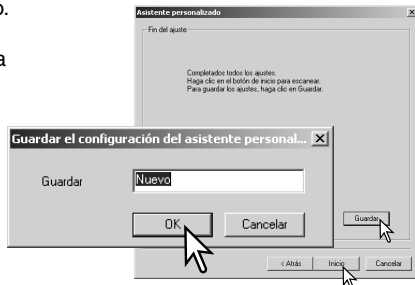 o.
a
Asistente personalizado
Fin del ajuste
Completados todos los ajustes.
Haga clic en el botón de inicio para escanear.
Para guardar los ajustes, haga clic en Guardar.
Guardar el configuración del asistente personal...
Guardar
Nuevo
OK
Cancelar
Guardar
< Atrás
Inicio
Cancelar